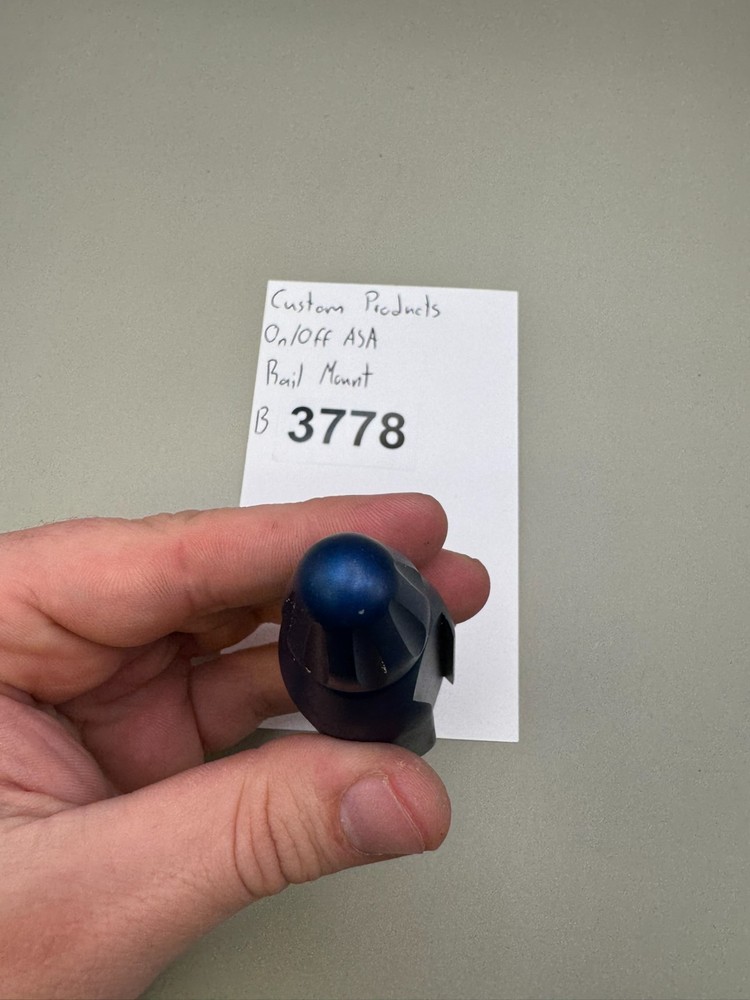 Custom Products
On/Off ASA
Rail Mount
B 3778